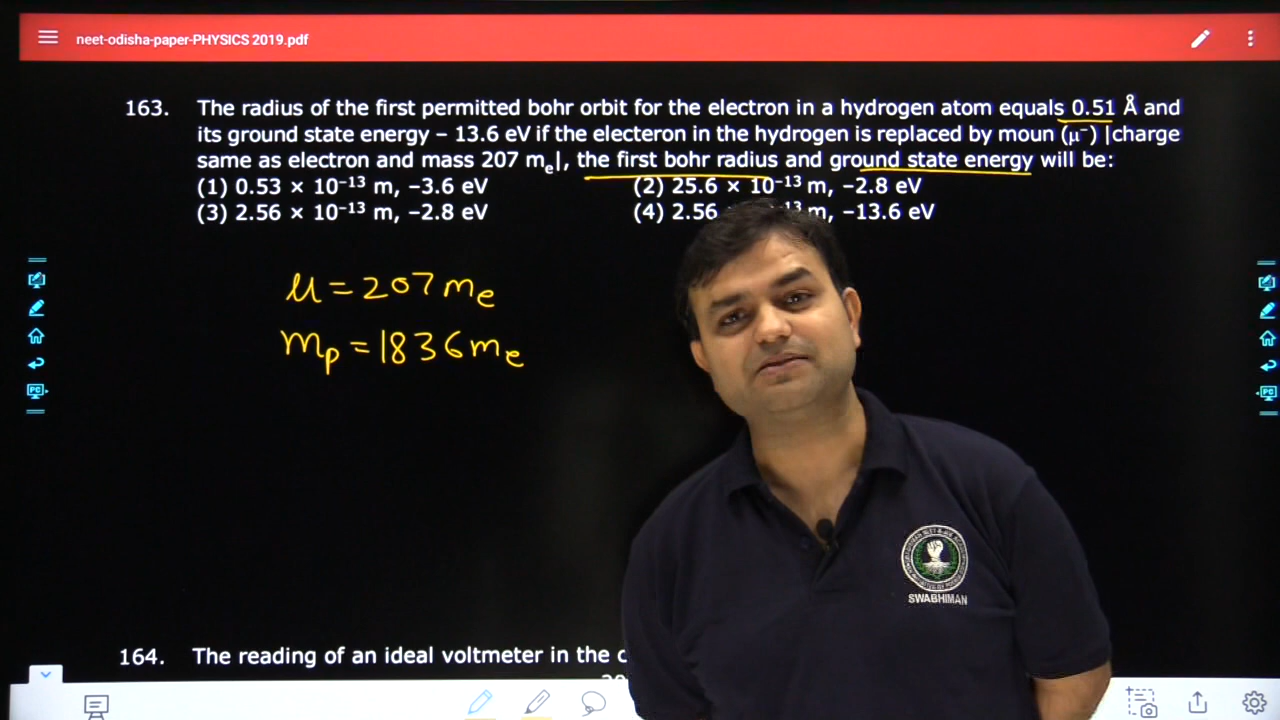 neet-odisha-paper-PHYSICS 2019.pdf
163. The radius of the first permitted bohr orbit for the electron in a hydrogen atom equals 0.51 Å and
its ground state energy – 13.6 eV if the electeron in the hydrogen is replaced by moun (μ⁻) |charge
same as electron and mass 207 mₑ|, the first bohr radius and ground state energy will be:
(1) 0.53 × 10⁻¹³ m, –3.6 eV (2) 25.6 × 10⁻¹³ m, –2.8 eV
(3) 2.56 × 10⁻¹³ m, –2.8 eV (4) 2.56 m, –13.6 eV
μ = 207 mₑ
mₚ = 1836 mₑ
SWABHIMAN
164. The reading of an ideal voltmeter in the
PC
PC